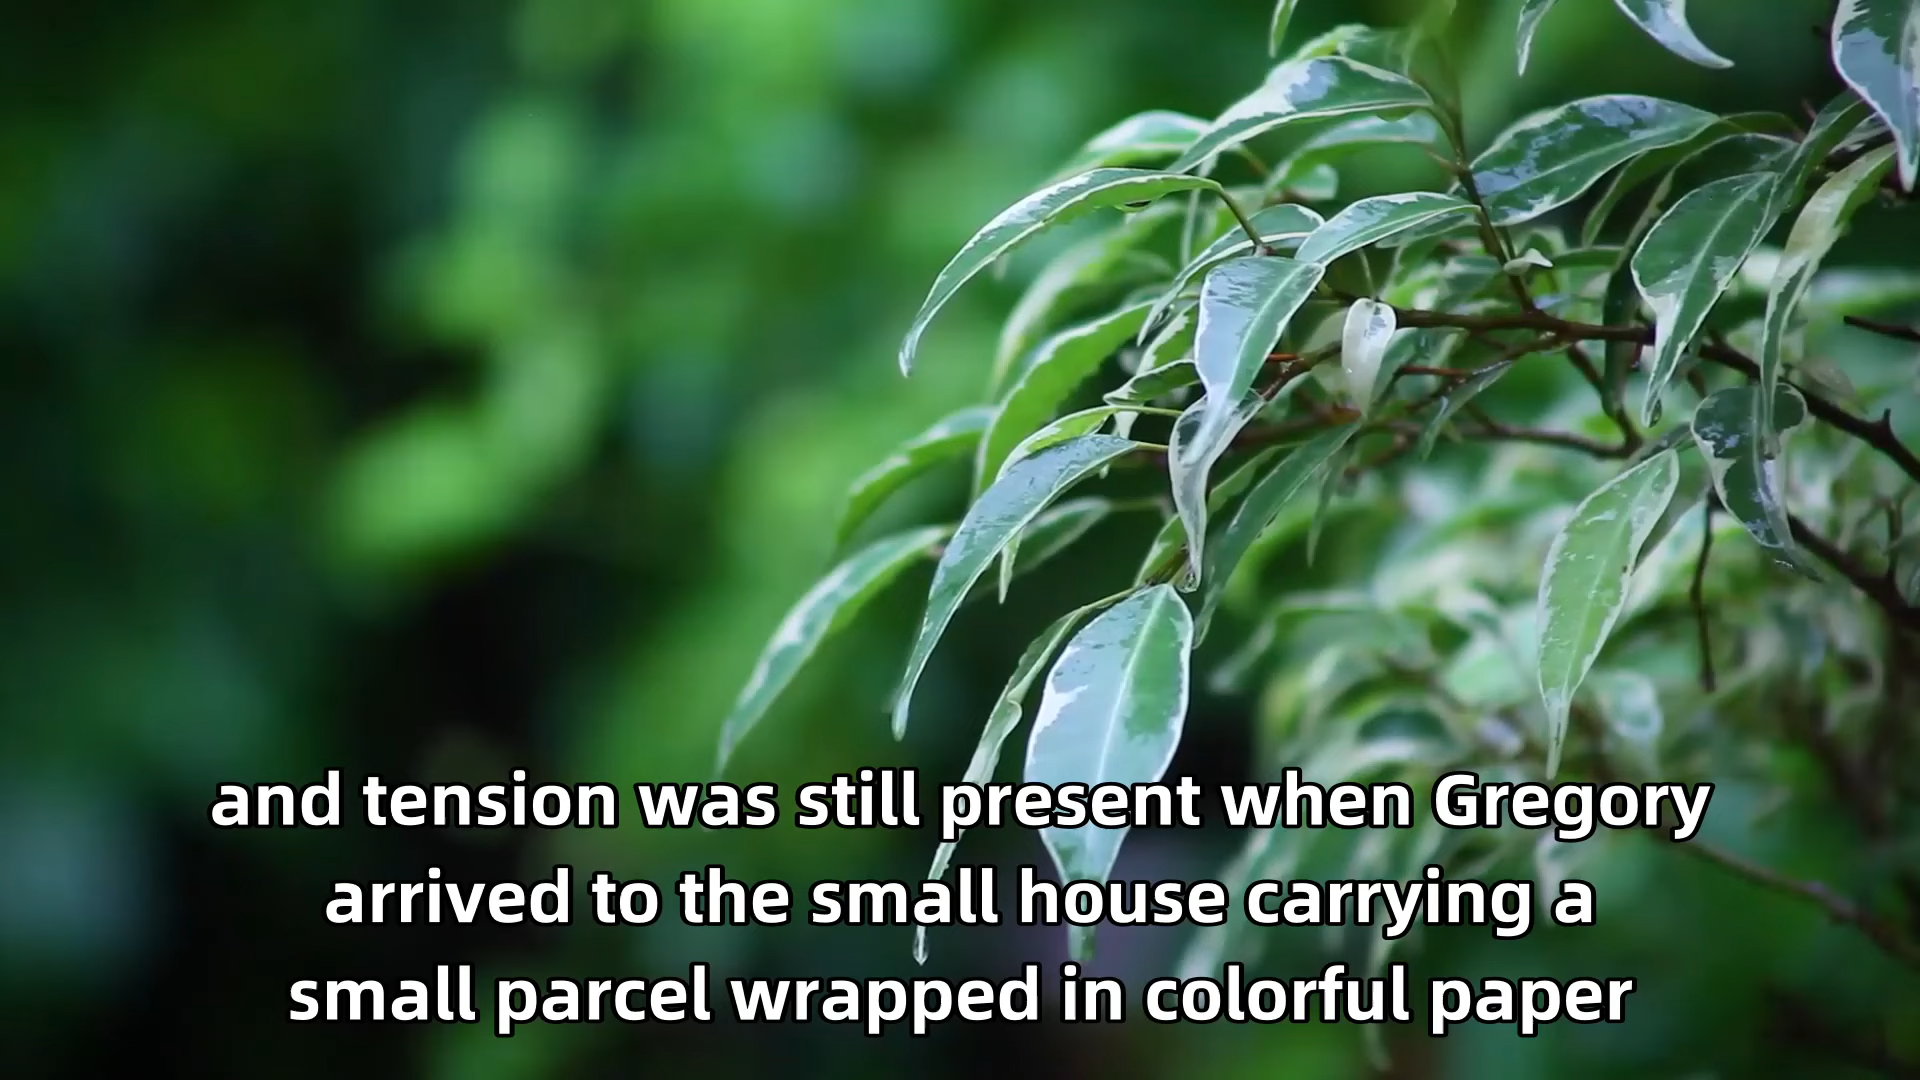 and tension was still present when Gregory
arrived to the small house carrying a
small parcel wrapped in colorful paper